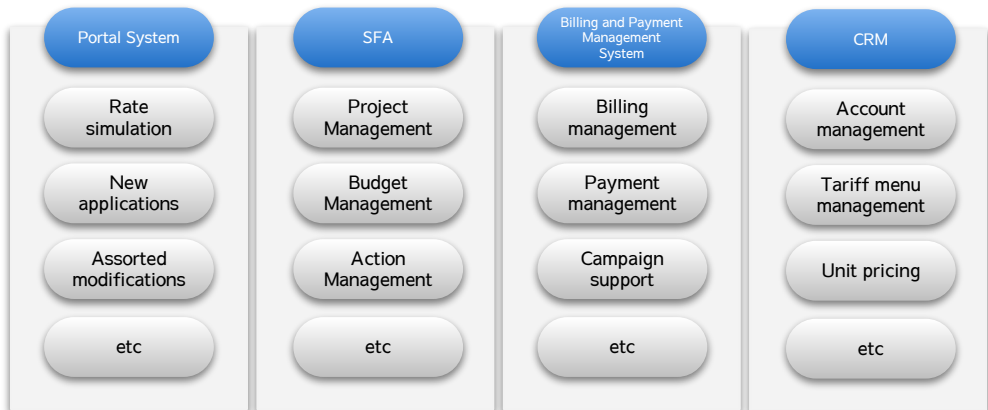 Portal System
Rate
simulation
New
applications
Assorted
modifications
etc
SFA
Project
Management
Budget
Management
Action
Management
etc
Billing and Payment
Management
System
Billing
management
Payment
management
Campaign
support
etc
CRM
Account
management
Tariff menu
management
Unit pricing
etc